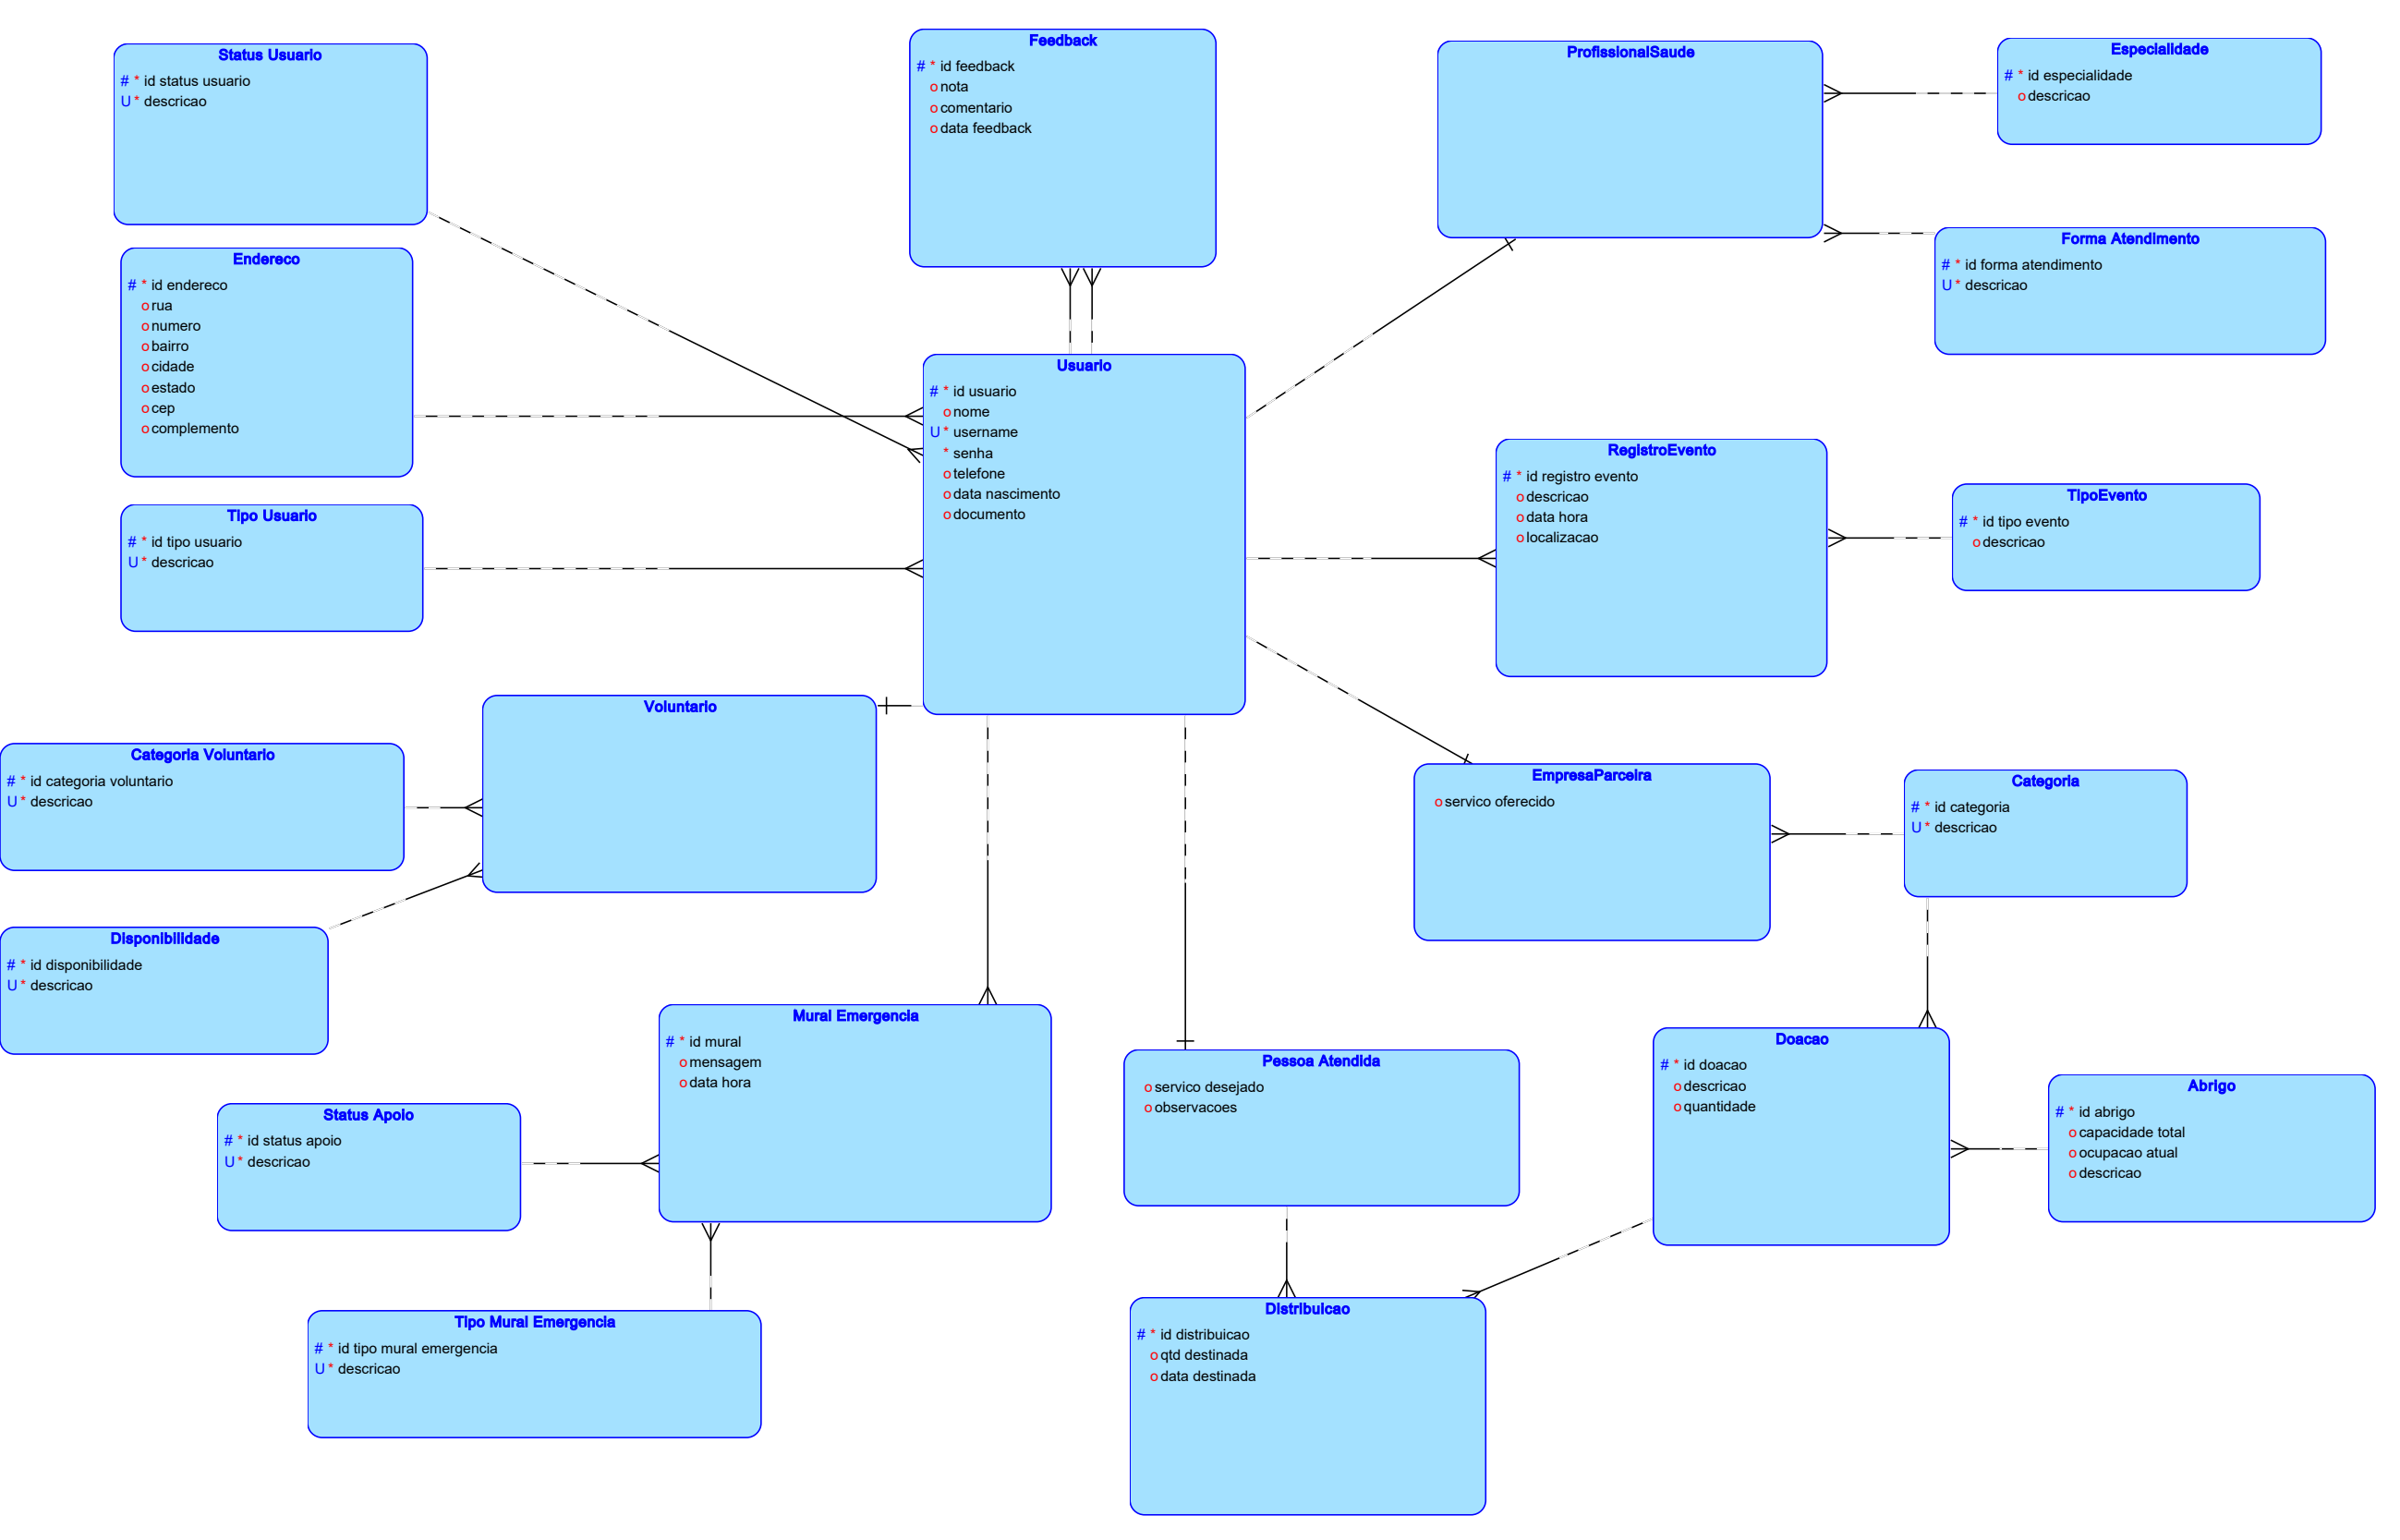 Status Usuario
# * id status usuario
U * descricao
Feedback
# * id feedback
o nota
o comentario
o data feedback
ProfissionalSaude
Especialidade
# * id especialidade
o descricao
Endereco
# * id endereco
o rua
o numero
o bairro
o cidade
o estado
o cep
o complemento
Forma Atendimento
# * id forma atendimento
U * descricao
Usuario
# * id usuario
o nome
U * username
* senha
o telefone
o data nascimento
o documento
RegistroEvento
# * id registro evento
o descricao
o data hora
o localizacao
TipoEvento
# * id tipo evento
o descricao
Tipo Usuario
# * id tipo usuario
U * descricao
Voluntario
Categoria Voluntario
# * id categoria voluntario
U * descricao
EmpresaParceira
o servico oferecido
Categoria
# * id categoria
U * descricao
Disponibilidade
# * id disponibilidade
U * descricao
Mural Emergencia
# * id mural
o mensagem
o data hora
Pessoa Atendida
o servico desejado
o observacoes
Doacao
# * id doacao
o descricao
o quantidade
Abrigo
# * id abrigo
o capacidade total
o ocupacao atual
o descricao
Status Apoio
# * id status apoio
U * descricao
Tipo Mural Emergencia
# * id tipo mural emergencia
U * descricao
Distribuicao
# * id distribuicao
o qtd destinada
o data destinada